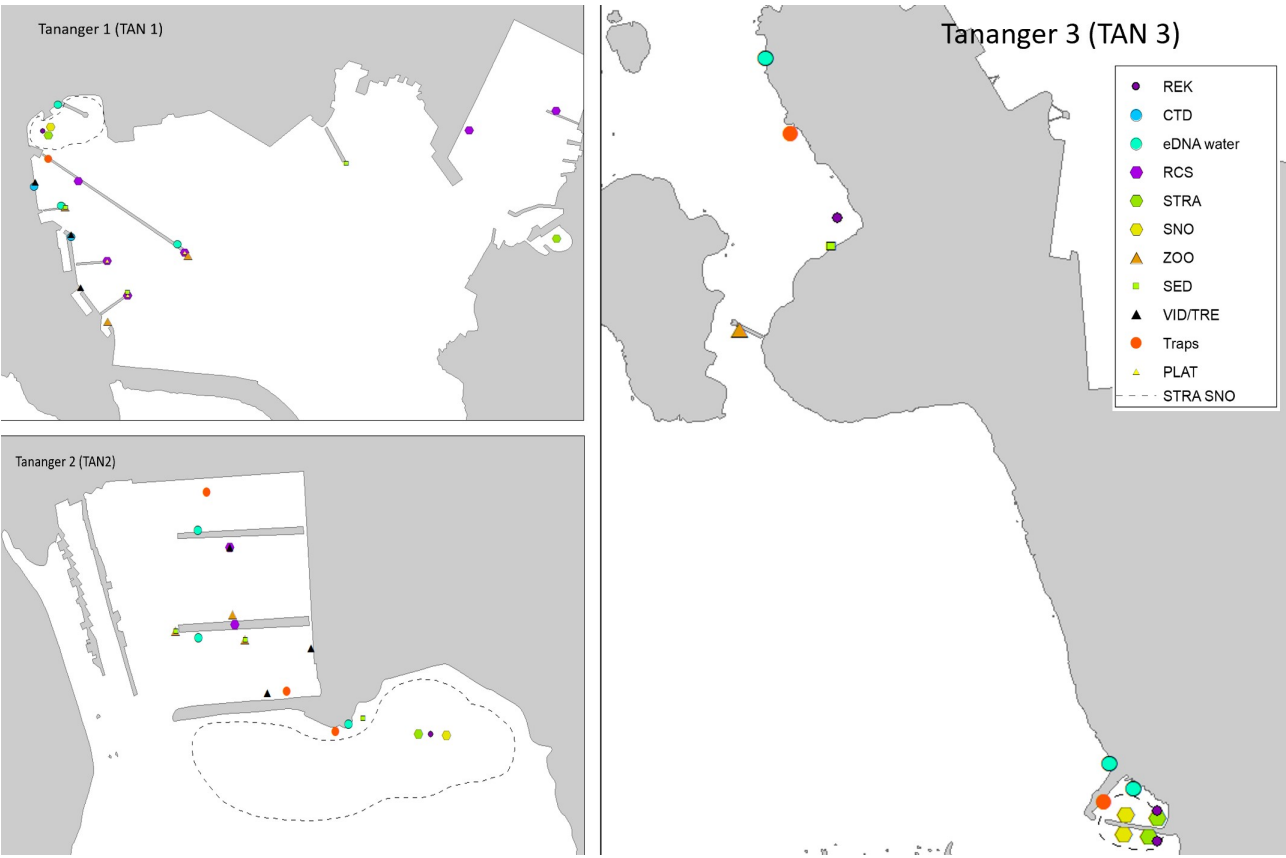 Tananger 1 (TAN 1)
Tananger 2 (TAN2)
Tananger 3 (TAN 3)
REK
CTD
eDNA water
RCS
STRA
SNO
ZOO
SED
VID/TRE
Traps
PLAT
STRA SNO